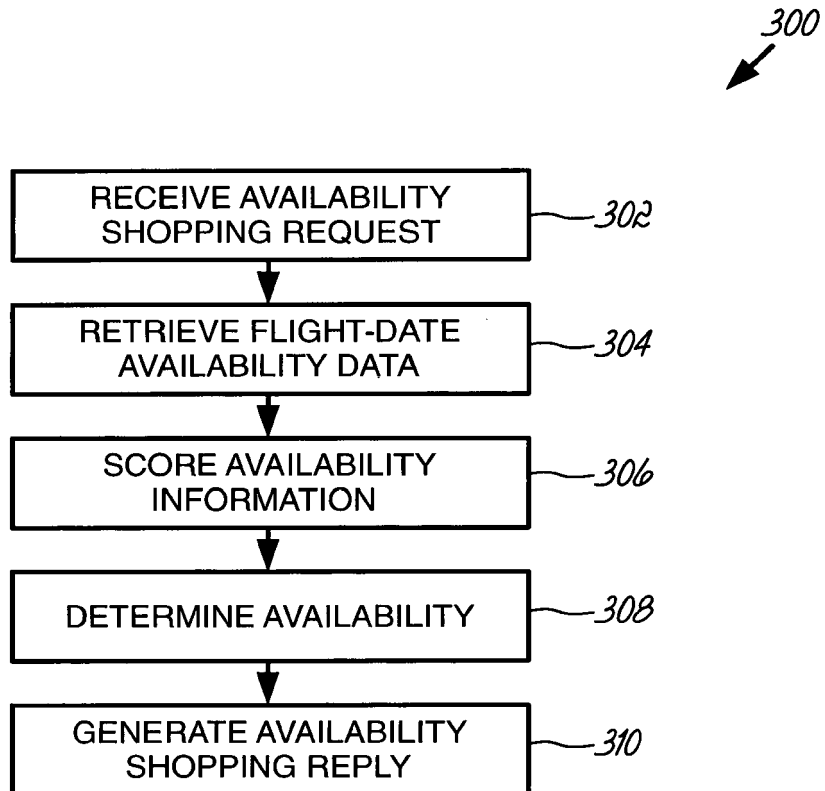 300
RECEIVE AVAILABILITY
SHOPPING REQUEST
302
RETRIEVE FLIGHT-DATE
AVAILABILITY DATA
304
SCORE AVAILABILITY
INFORMATION
306
DETERMINE AVAILABILITY
308
GENERATE AVAILABILITY
SHOPPING REPLY
310